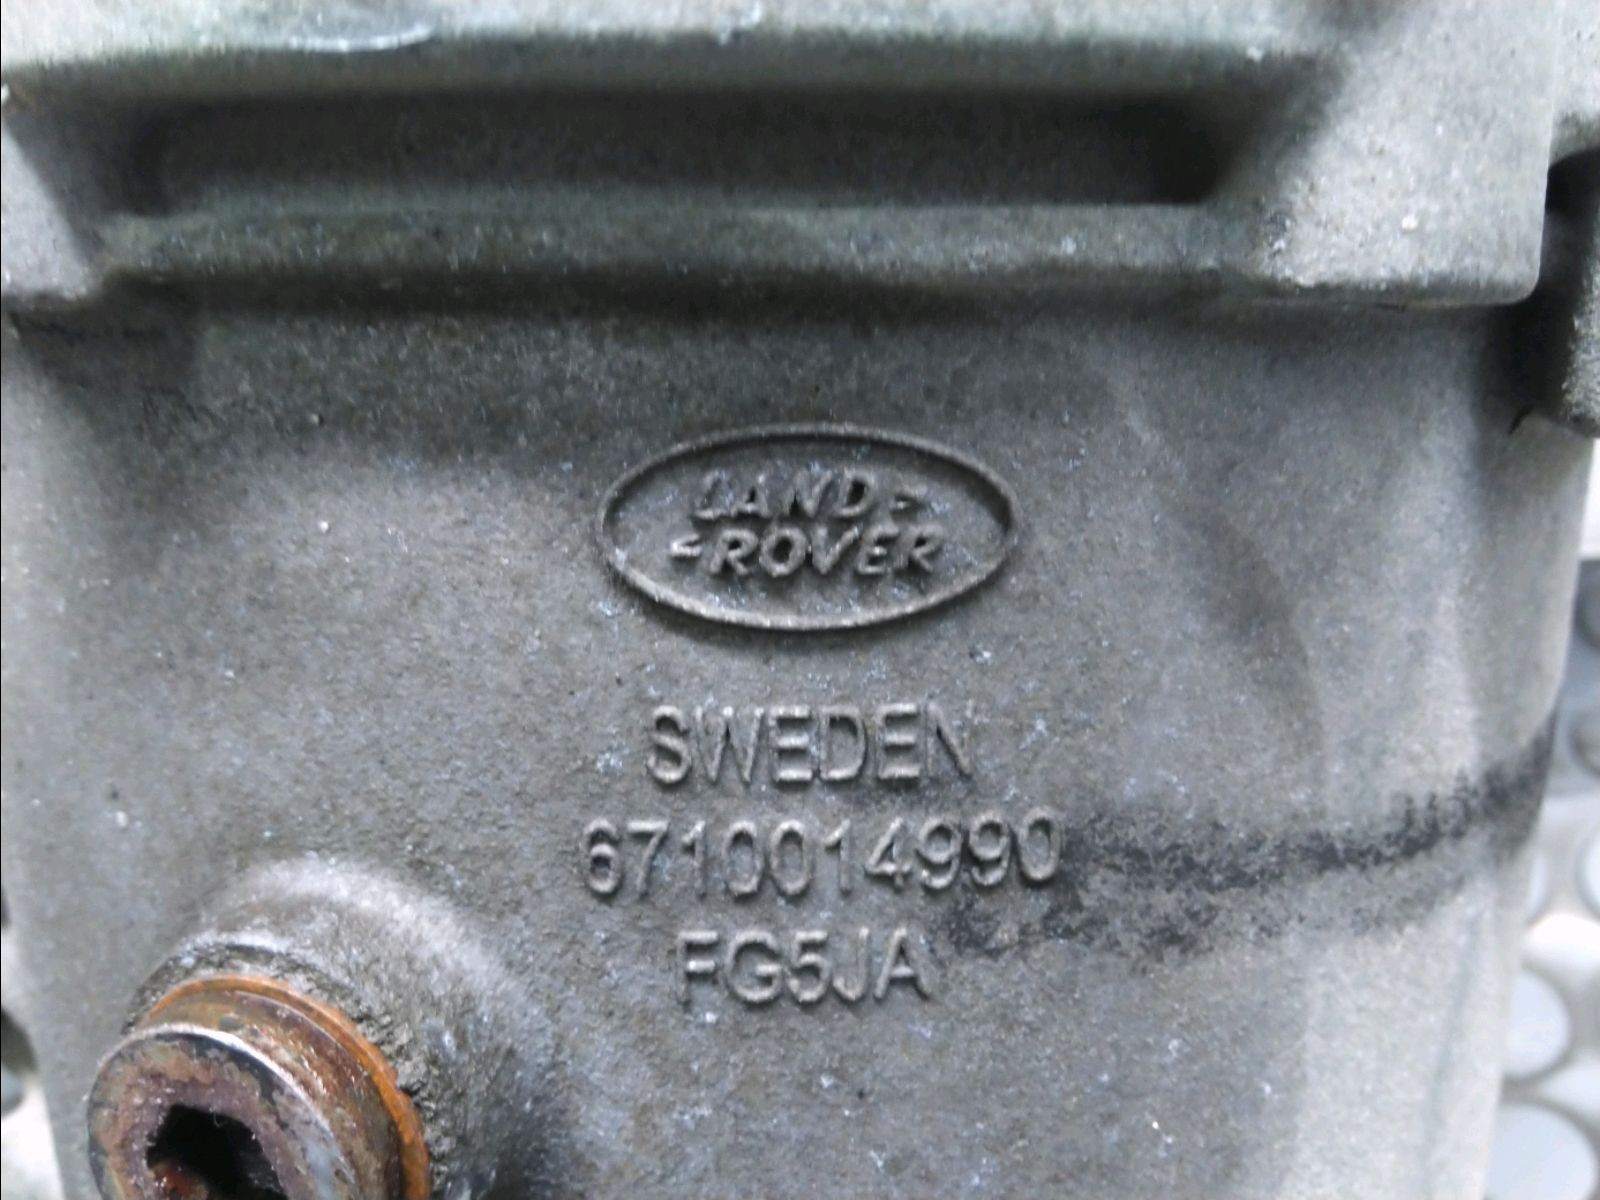 LAND-
-ROVER
SWEDEN
6710014990
FG5JA